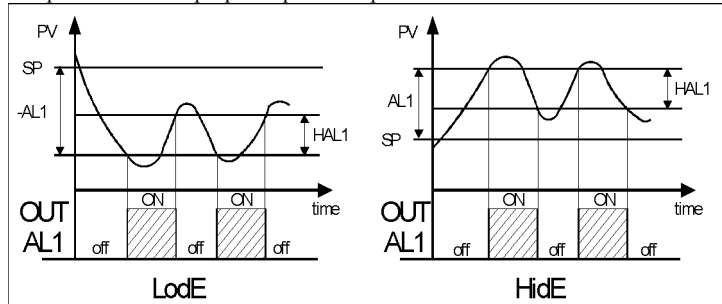 PV
SP
-AL1
HAL1
ON
ON
time
OUT
AL1
off
off
off
LodE
PV
AL1
SP
HAL1
ON
ON
time
OUT
AL1
off
off
off
HidE